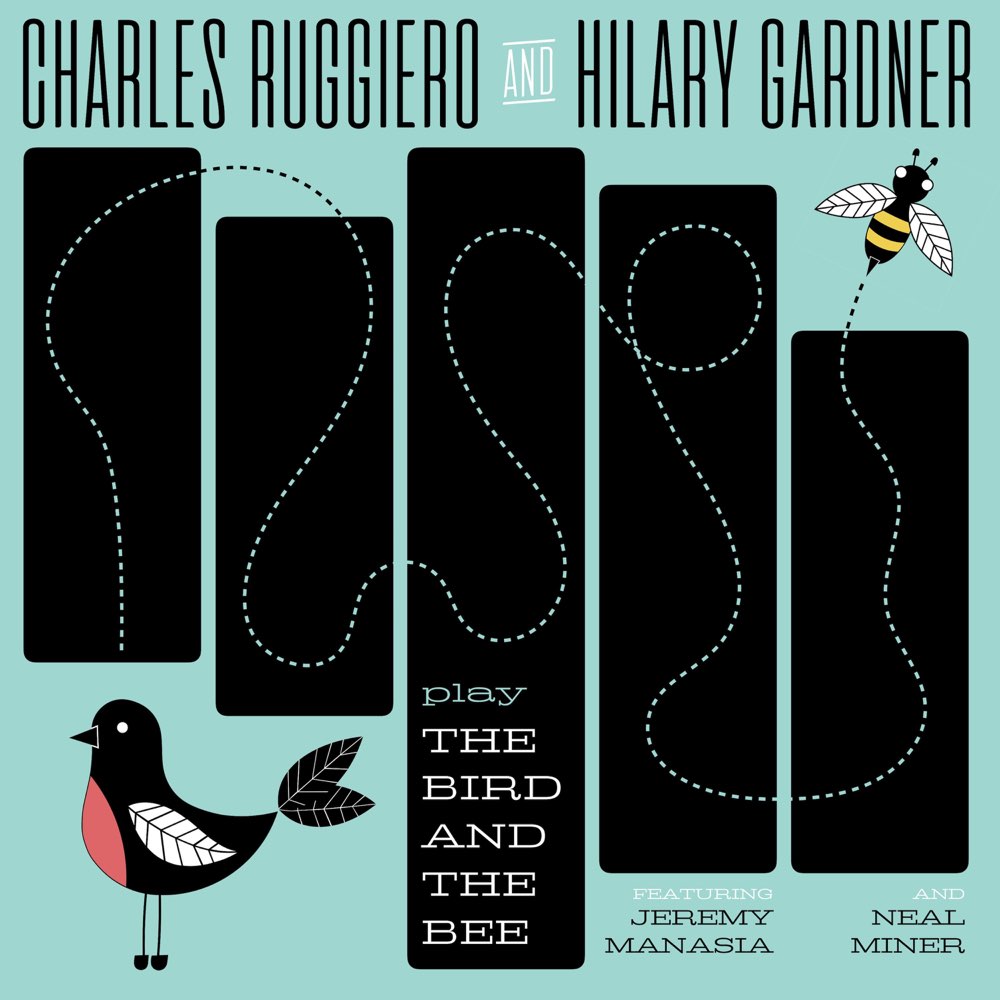 CHARLES RUGGIERO AND HILARY GARDNER
play
THE
BIRD
AND
THE
BEE
FEATURING
JEREMY
MANASIA
AND
NEAL
MINER